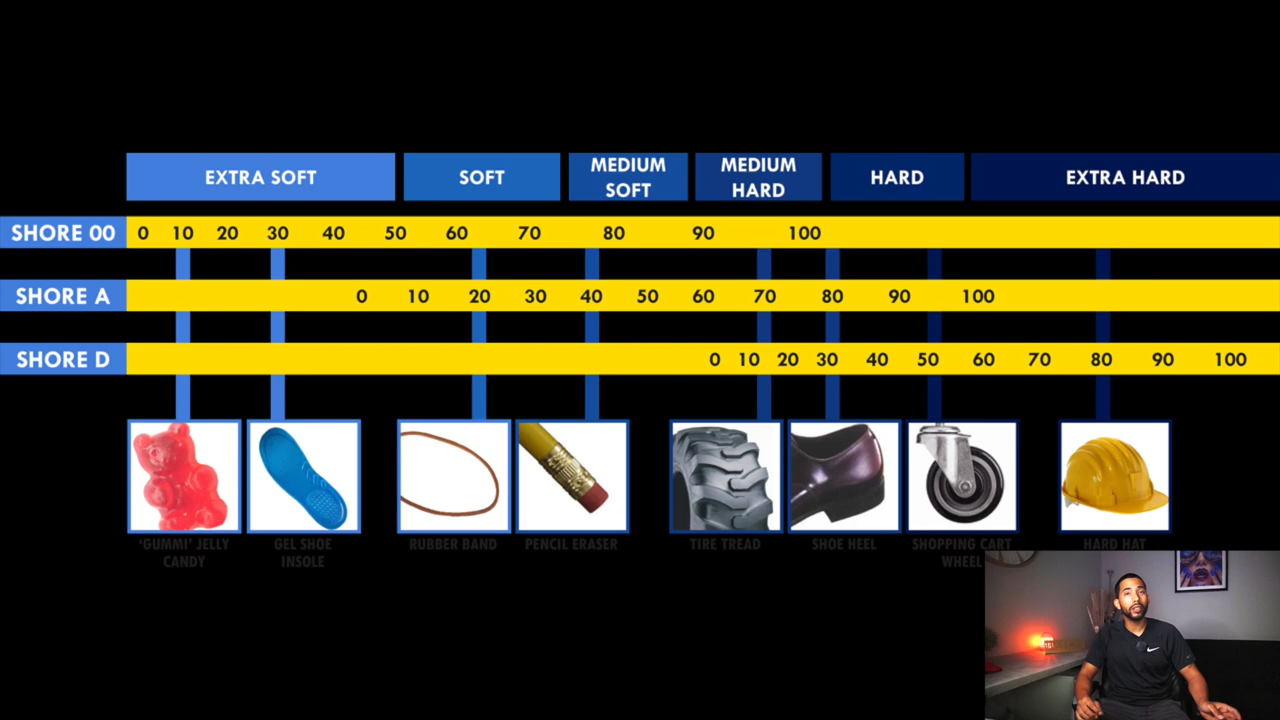 EXTRA SOFT
SOFT
MEDIUM
SOFT
MEDIUM
HARD
HARD
EXTRA HARD
SHORE 00 0 10 20 30 40 50 60 70 80 90 100
SHORE A 0 10 20 30 40 50 60 70 80 90 100
SHORE D 0 10 20 30 40 50 60 70 80 90 100
'GUMMI' JELLY
CANDY
GEL SHOE
INSOLE
RUBBER BAND
PENCIL ERASER
TIRE TREAD
SHOE HEEL
SHOPPING CART
WHEEL
HARD HAT